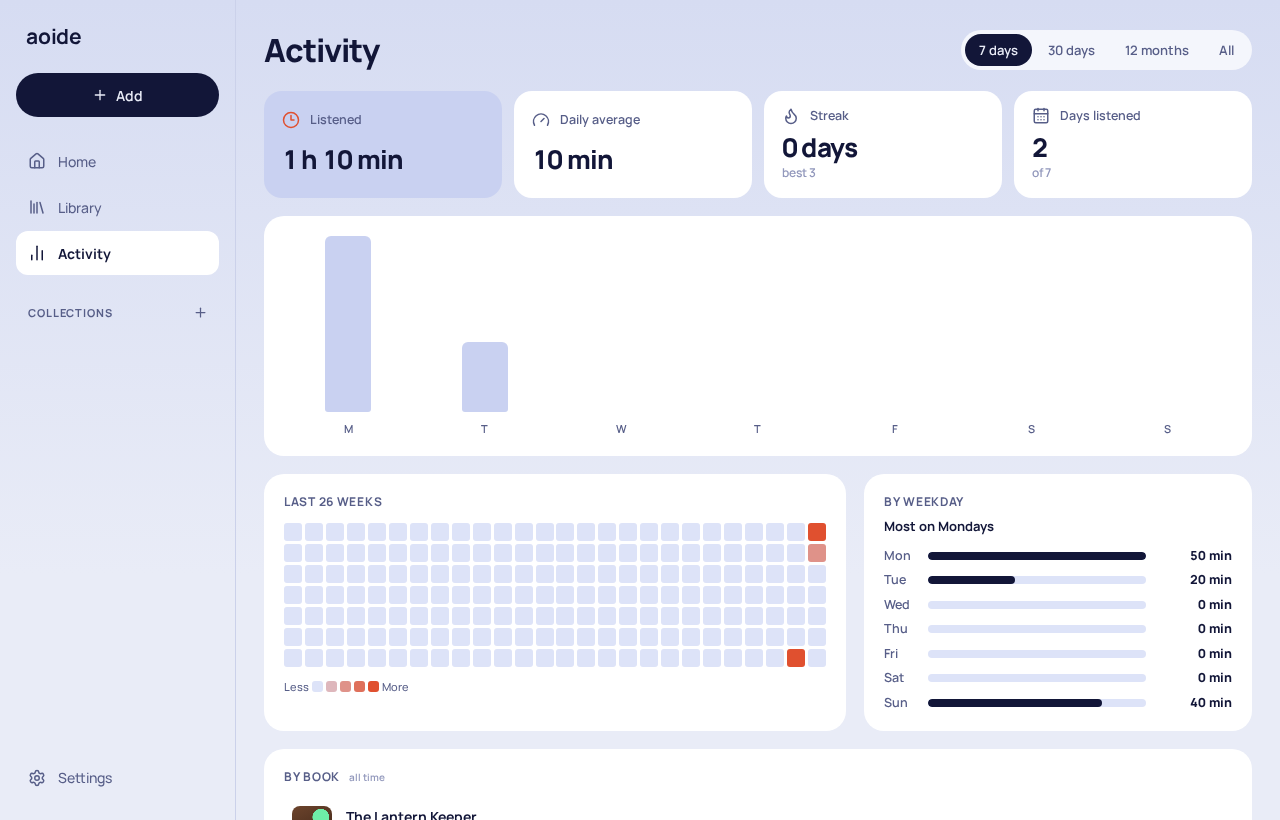 aoide
Add
Home
Library
Activity
COLLECTIONS
Settings
Activity
7 days 30 days 12 months All
Listened
1 h 10 min
Daily average
10 min
Streak
0 days
best 3
Days listened
2
of 7
M T W T F S S
LAST 26 WEEKS
Less More
BY WEEKDAY
Most on Mondays
Mon 50 min
Tue 20 min
Wed 0 min
Thu 0 min
Fri 0 min
Sat 0 min
Sun 40 min
BY BOOK all time
The Lantern Keeper